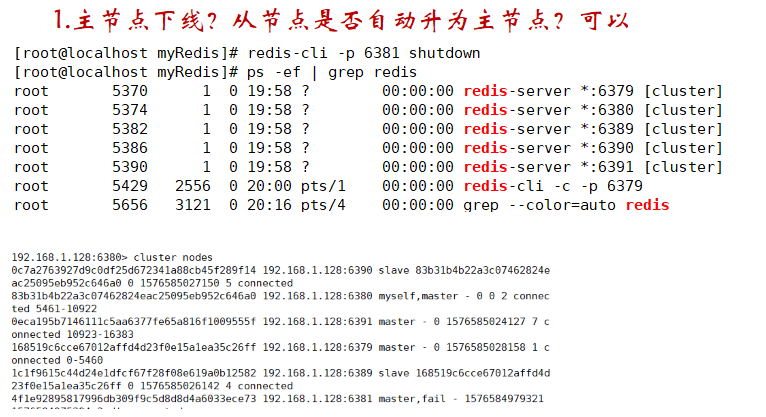 1.主节点下线？从节点是否自动升为主节点？可以
[root@localhost myRedis]# redis-cli -p 6381 shutdown
[root@localhost myRedis]# ps -ef | grep redis
root 5370 1 0 19:58 ? 00:00:00 redis-server *:6379 [cluster]
root 5374 1 0 19:58 ? 00:00:00 redis-server *:6380 [cluster]
root 5382 1 0 19:58 ? 00:00:00 redis-server *:6389 [cluster]
root 5386 1 0 19:58 ? 00:00:00 redis-server *:6390 [cluster]
root 5390 1 0 19:58 ? 00:00:00 redis-server *:6391 [cluster]
root 5429 2556 0 20:00 pts/1 00:00:00 redis-cli -c -p 6379
root 5656 3121 0 20:16 pts/4 00:00:00 grep --color=auto redis
192.168.1.128:6380> cluster nodes
0c7a2763927d9c0df25d672341a88cb45f289f14 192.168.1.128:6390 slave 83b31b4b22a3c07462824e
ac25095eb952c646a0 0 1576585027150 5 connected
83b31b4b22a3c07462824eac25095eb952c646a0 192.168.1.128:6380 myself,master - 0 0 2 connec
ted 5461-10922
0eca195b7146111c5aa6377fe65a816f1009555f 192.168.1.128:6391 master - 0 1576585024127 7 c
onnected 10923-16383
168519c6cce67012affd4d23f0e15a1ea35c26ff 192.168.1.128:6379 master - 0 1576585028158 1 c
onnected 0-5460
1c1f9615c44d24e1dfcf67f28f08e619a0b12582 192.168.1.128:6389 slave 168519c6cce67012affd4d
23f0e15a1ea35c26ff 0 1576585026142 4 connected
4f1e92895817996db309f9c5d8d8d4a6033ece73 192.168.1.128:6381 master,fail - 1576584979321